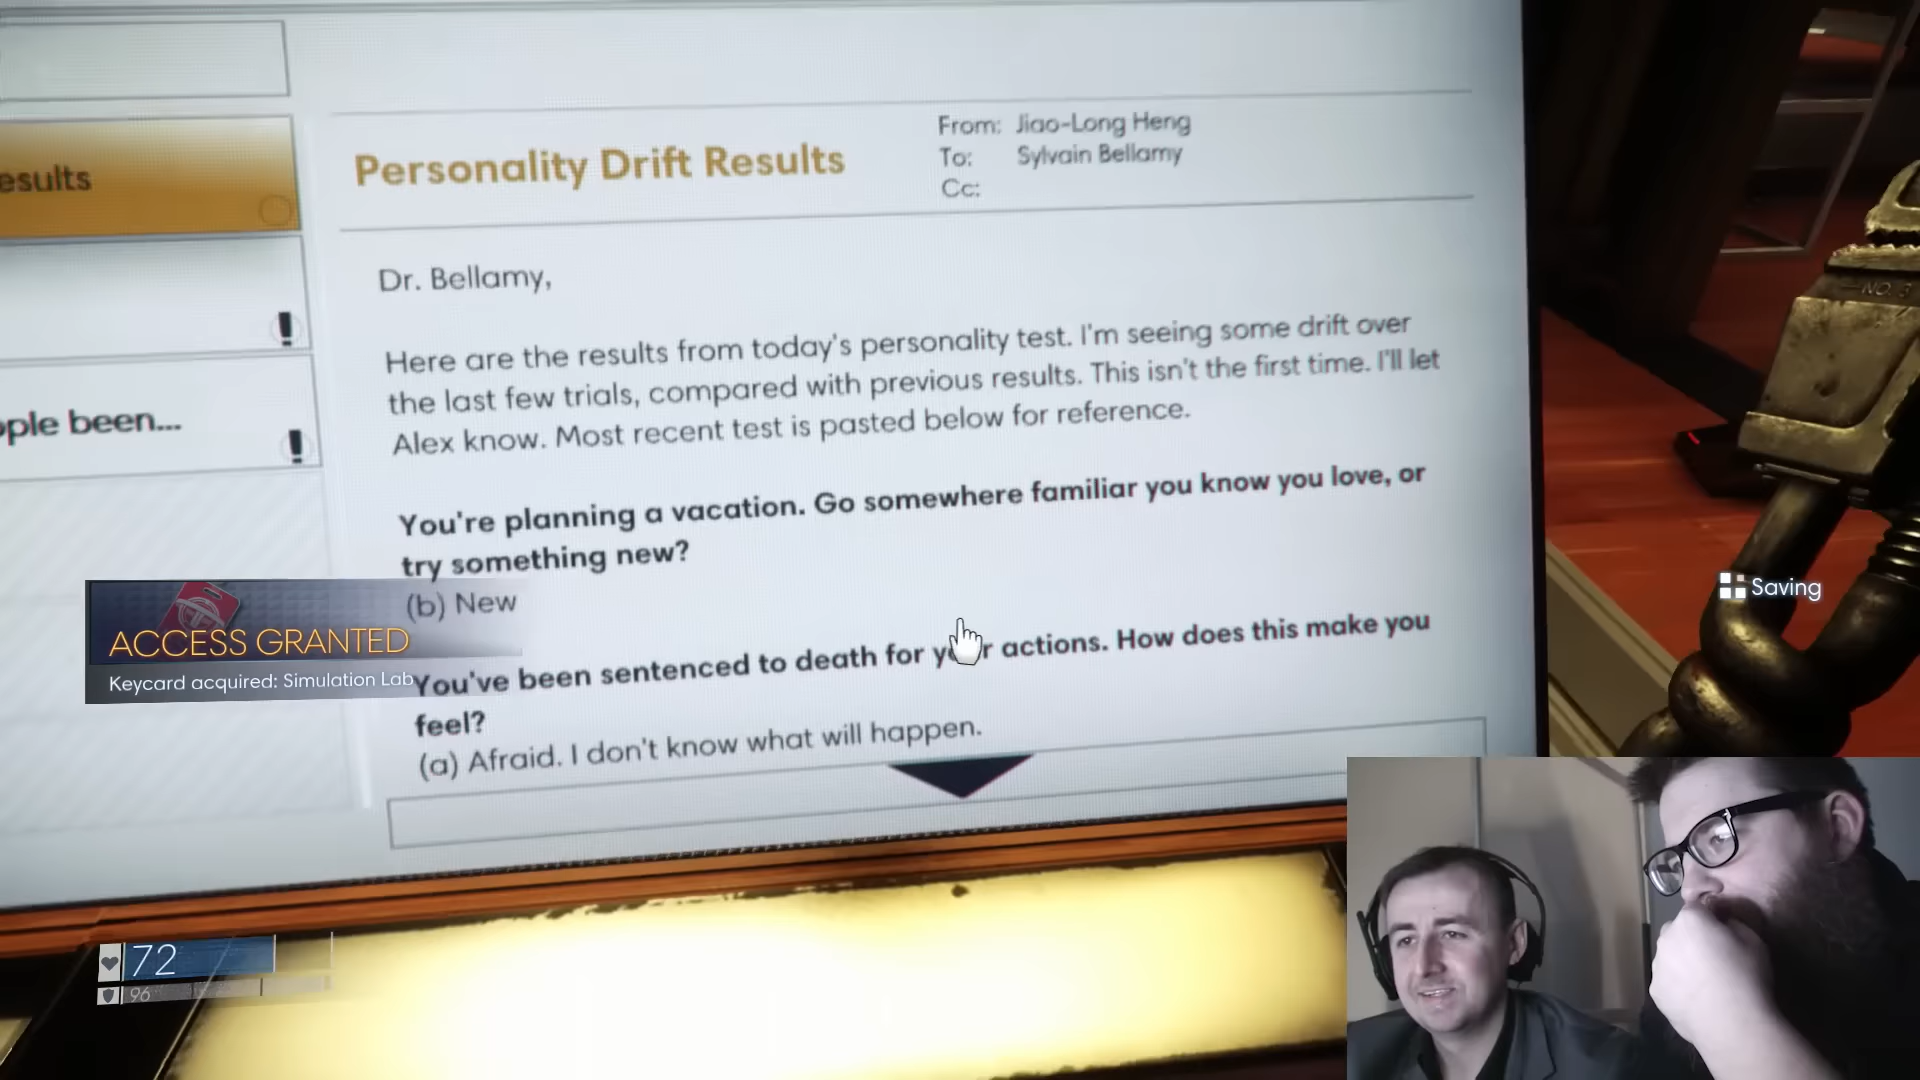 esults
ople been...
Personality Drift Results
From: Jiao-Long Heng
To: Sylvain Bellamy
Cc:
Dr. Bellamy,
Here are the results from today's personality test. I'm seeing some drift over
the last few trials, compared with previous results. This isn't the first time. I'll let
Alex know. Most recent test is pasted below for reference.
You're planning a vacation. Go somewhere familiar you know you love, or
try something new?
(b) New
You've been sentenced to death for your actions. How does this make you
feel?
(a) Afraid. I don't know what will happen.
ACCESS GRANTED
Keycard acquired: Simulation Lab
Saving
NO. 3
72
96